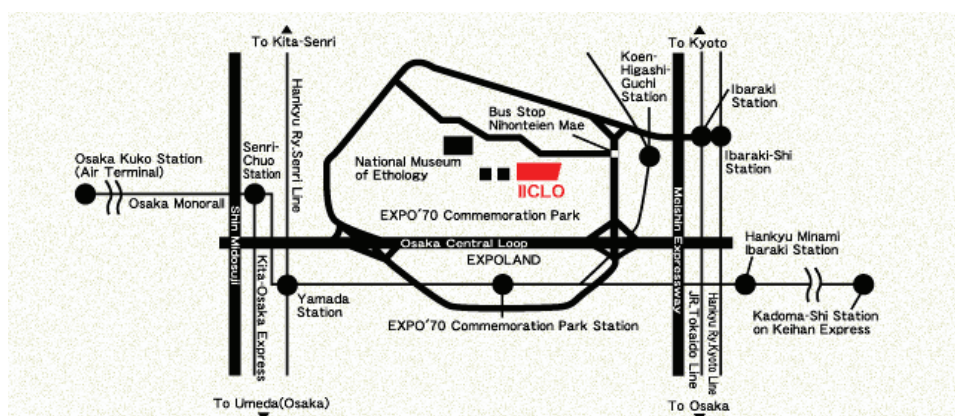 To Kita-Senri
To Kyoto
Koen-
Higashi-
Guchi
Station
Ibaraki
Station
Bus Stop
Nihonteien Mae
Hankyu Ry.Senri Line
Senri-
Chuo
Station
Osaka Kuko Station
(Air Terminal)
National Museum
of Ethology
Ibaraki-Shi
Station
IICLO
Osaka Monorall
EXPO'70 Commemoration Park
Shin Midosuji
Meishin Expressway
Osaka Central Loop
EXPOLAND
Hankyu Minami
Ibaraki Station
Kita-Osaka Express
Yamada
Station
JR.Tokaido Line
Hankyu Ry.Kyoto Line
EXPO'70 Commemoration Park Station
Kadoma-Shi Station
on Keihan Express
To Umeda(Osaka)
To Osaka